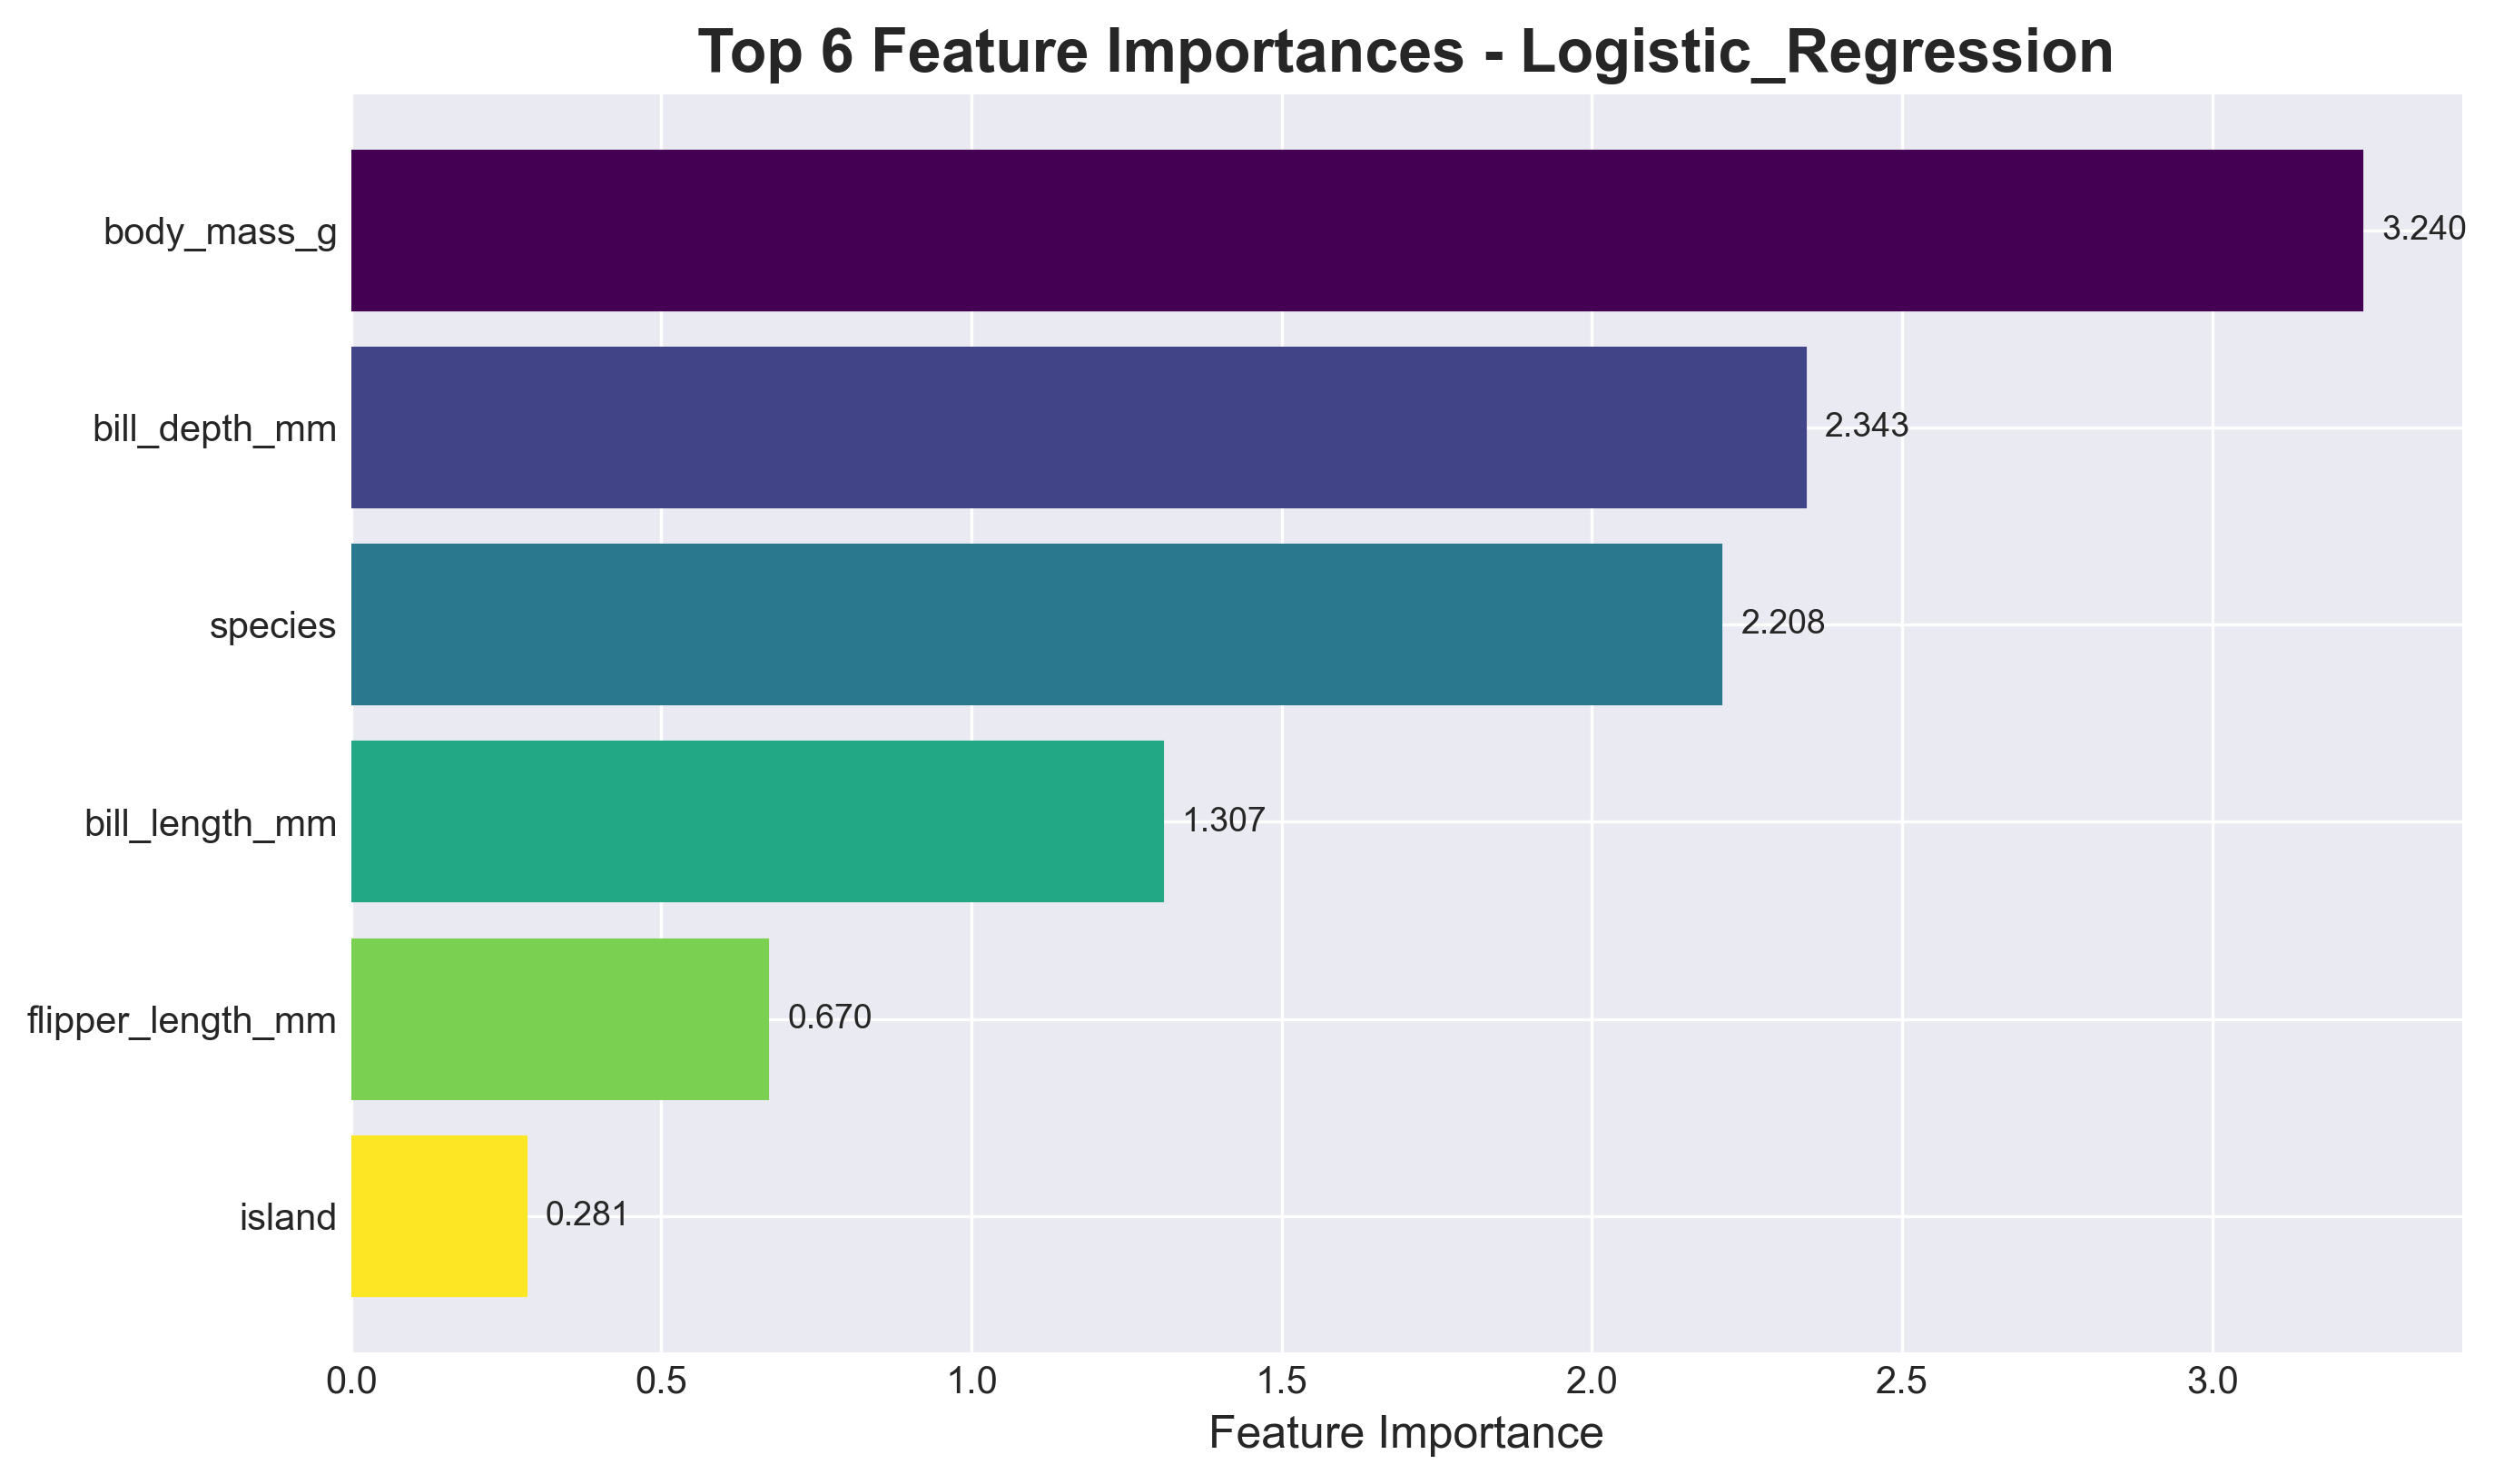 Top 6 Feature Importances - Logistic_Regression
body_mass_g
3.240
bill_depth_mm
2.343
species
2.208
bill_length_mm
1.307
flipper_length_mm
0.670
island
0.281
0.0 0.5 1.0 1.5 2.0 2.5 3.0
Feature Importance